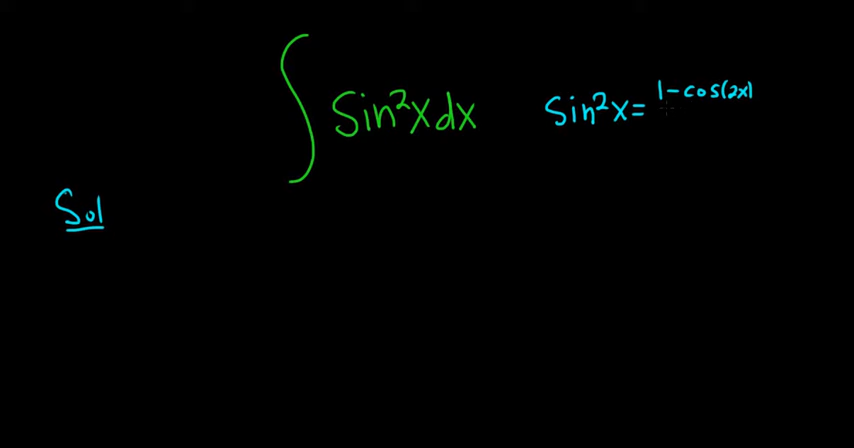 ∫ Sin²x dx    Sin²x = 1-cos(2x)
Sol